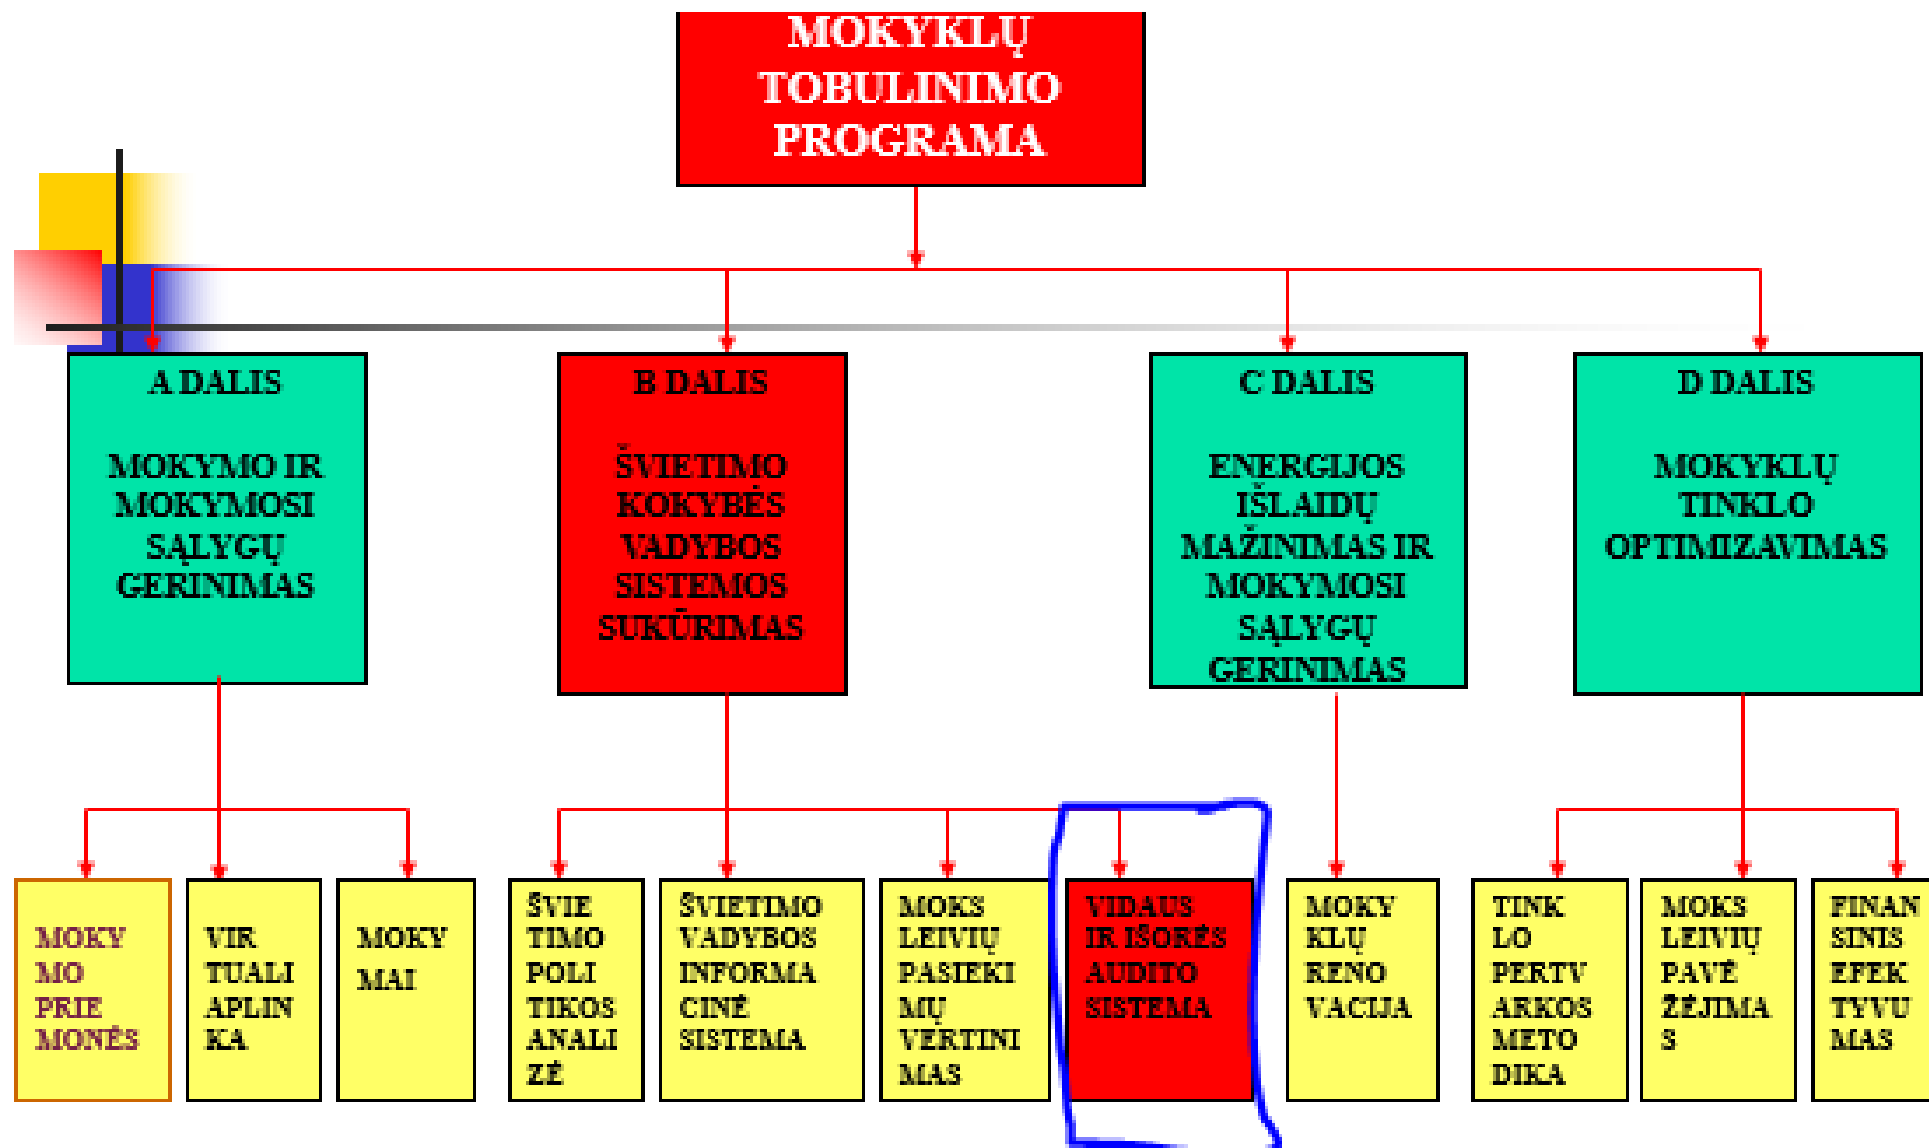 MOKYKLŲ
TOBULINIMO
PROGRAMA
A DALIS
MOKYMO IR
MOKYMOSI
SĄLYGŲ
GERINIMAS
B DALIS
ŠVIETIMO
KOKYBĖS
VADYBOS
SISTEMOS
SUKŪRIMAS
C DALIS
ENERGIJOS
IŠLAIDŲ
MAŽINIMAS IR
MOKYMOSI
SĄLYGŲ
GERINIMAS
D DALIS
MOKYKLŲ
TINKLO
OPTIMIZAVIMAS
MOKY
MO
PRIE
MONĖS
VIR
TUALI
APLIN
KA
MOKY
MAI
ŠVIE
TIMO
POLI
TIKOS
ANALI
ZĖ
ŠVIETIMO
VADYBOS
INFORMA
CINĖ
SISTEMA
MOKS
LEIVIŲ
PASIEKI
MŲ
VERTINI
MAS
VIDAUS
IR IŠORĖS
AUDITO
SISTEMA
MOKY
KLŲ
RENO
VACIJA
TINK
LO
PERTV
ARKOS
METO
DIKA
MOKS
LEIVIŲ
PAVĖ
ŽĖJIMA
S
FINAN
SINIS
EFEK
TYVU
MAS